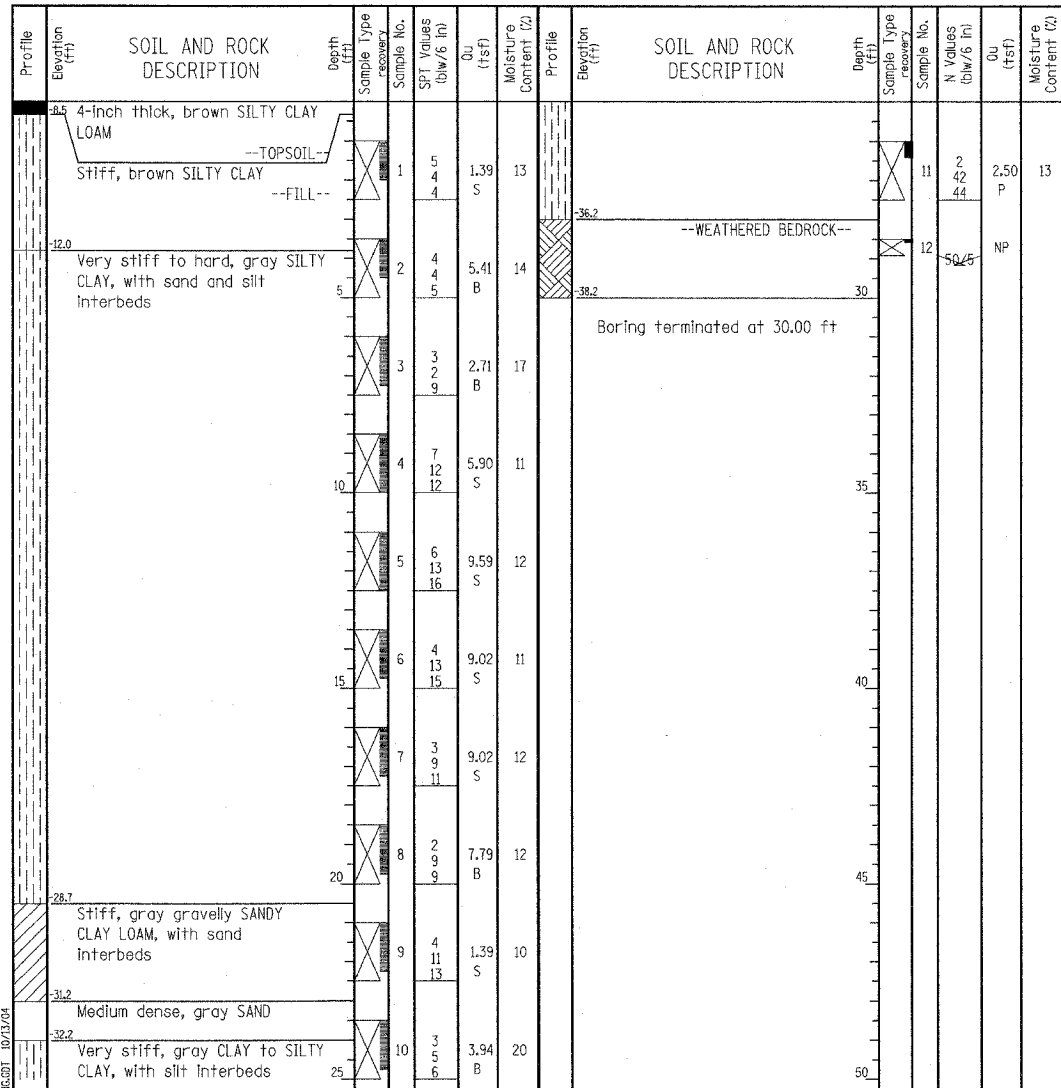 Profile
Elevation
(ft)
SOIL AND ROCK
DESCRIPTION
Depth
(ft)
Sample Type
recovery
Sample No.
SPT Values
(blw/6 in)
Qu
(tsf)
Moisture
Content (%)
Profile
Elevation
(ft)
SOIL AND ROCK
DESCRIPTION
Depth
(ft)
Sample Type
recovery
Sample No.
N Values
(blw/6 in)
Qu
(tsf)
Moisture
Content (%)
-8.5 4-inch thick, brown SILTY CLAY
LOAM
--TOPSOIL--
Stiff, brown SILTY CLAY
--FILL--
1
5
4
4
1.39
S
13
-12.0
Very stiff to hard, gray SILTY
CLAY, with sand and silt
interbeds
5
2
4
4
5
5.41
B
14
3
3
2
9
2.71
B
17
10
4
7
12
12
5.90
S
11
5
6
13
16
9.59
S
12
15
6
4
13
15
9.02
S
11
7
3
9
11
9.02
S
12
20
8
2
9
9
7.79
B
12
-28.7
Stiff, gray gravelly SANDY
CLAY LOAM, with sand
interbeds
9
4
11
13
1.39
S
10
-31.2
Medium dense, gray SAND
-32.2
Very stiff, gray CLAY to SILTY
CLAY, with silt interbeds
25
10
3
5
6
3.94
B
20
11
2
42
44
2.50
P
13
-36.2
--WEATHERED BEDROCK--
12
50/5
NP
-38.2
30
Boring terminated at 30.00 ft
35
40
45
50
NG.GDT 10/13/04